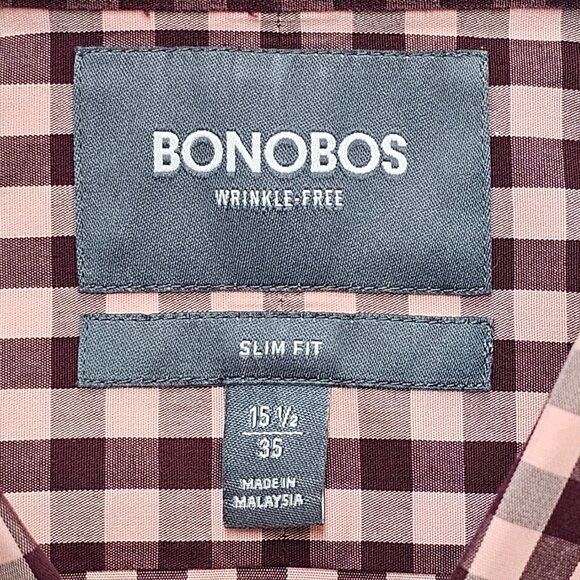 BONOBOS
WRINKLE-FREE
SLIM FIT
15 ½
35
MADE IN
MALAYSIA